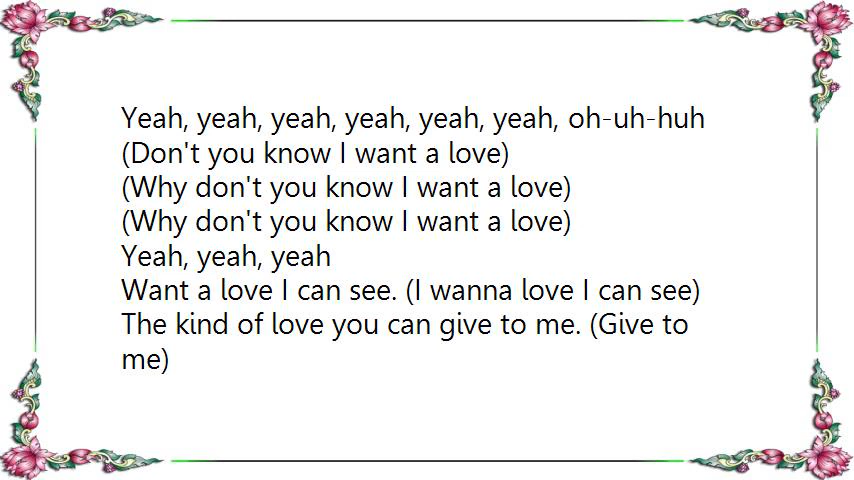 Yeah, yeah, yeah, yeah, yeah, yeah, oh-uh-huh
(Don't you know I want a love)
(Why don't you know I want a love)
(Why don't you know I want a love)
Yeah, yeah, yeah
Want a love I can see. (I wanna love I can see)
The kind of love you can give to me. (Give to
me)